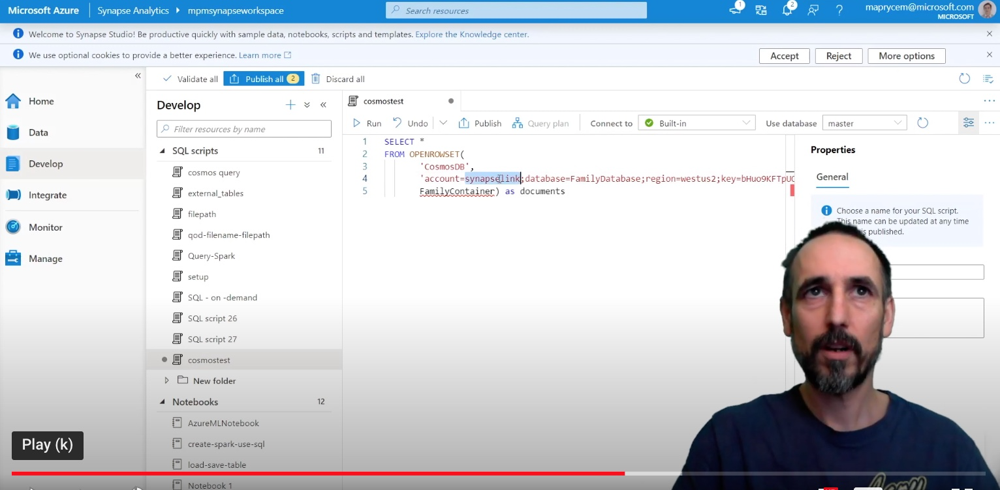 Microsoft Azure
Synapse Analytics
mpmsynapseworkspace
Search resources
1
2
maprycem@microsoft.com
MICROSOFT
Welcome to Synapse Studio! Be productive quickly with sample data, notebooks, scripts and templates. Explore the Knowledge center.
We use optional cookies to provide a better experience. Learn more
Accept
Reject
More options
Validate all
Publish all 2
Discard all
Home
Data
Develop
Integrate
Monitor
Manage
Develop
Filter resources by name
SQL scripts 11
cosmos query
external_tables
filepath
qod-filename-filepath
Query-Spark
setup
SQL - on -demand
SQL script 26
SQL script 27
cosmostest
New folder
Notebooks 12
AzureMLNotebook
create-spark-use-sql
load-save-table
Notebook 1
cosmostest
Run
Undo
Publish
Query plan
Connect to
Built-in
Use database
master
1 SELECT *
2 FROM OPENROWSET(
3 'CosmosDB',
4 'account=synapselink;database=FamilyDatabase;region=westus2;key=bHuo9KFTpUO
5 FamilyContainer) as documents
Properties
General
Choose a name for your SQL script.
This name can be updated at any time
is published.
Play (k)